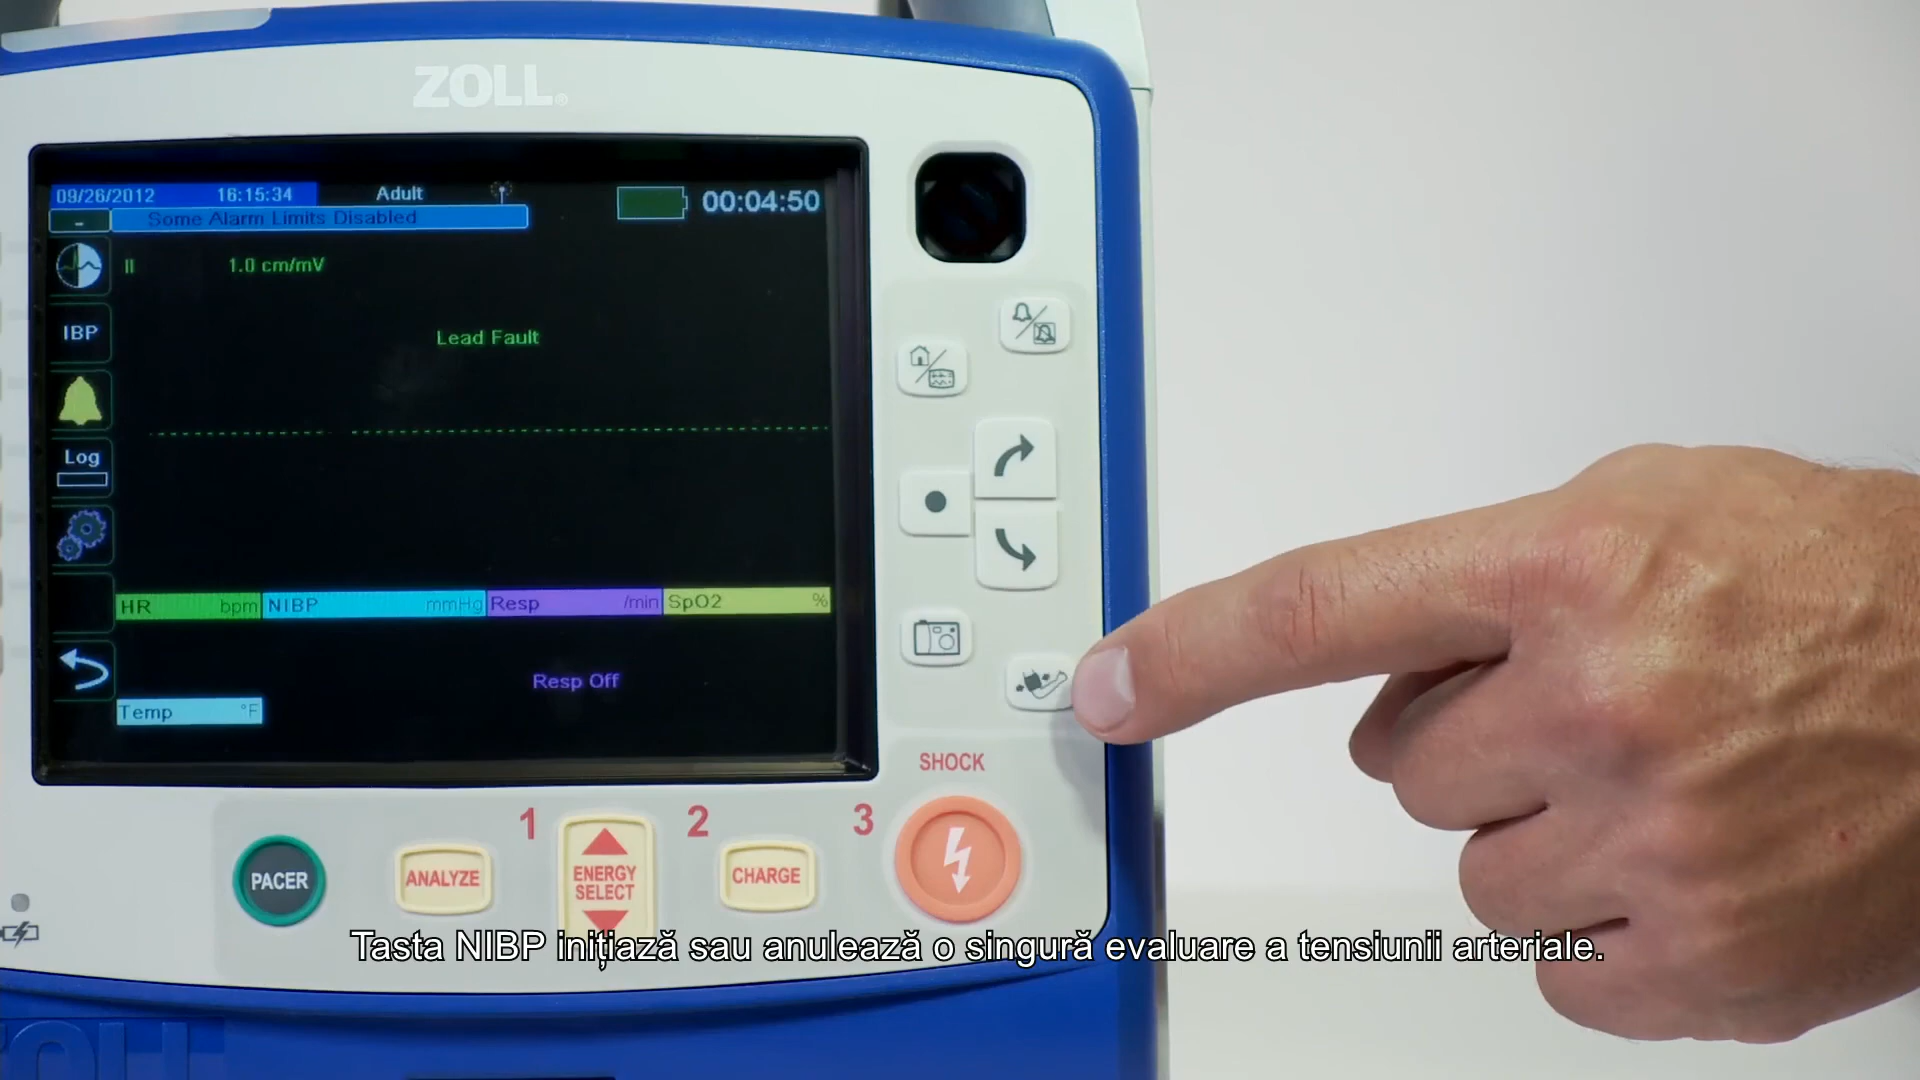 ZOLL®
09/26/2012 16:15:34 Adult 00:04:50
- Some Alarm Limits Disabled
II 1.0 cm/mV
IBP
Lead Fault
Log
HR bpm NIBP mmHg Resp /min SpO2 %
Resp Off
Temp °F
SHOCK
1 2 3
PACER
ANALYZE
ENERGY
SELECT
CHARGE
Tasta NIBP inițiază sau anulează o singură evaluare a tensiunii arteriale.
ZOLL